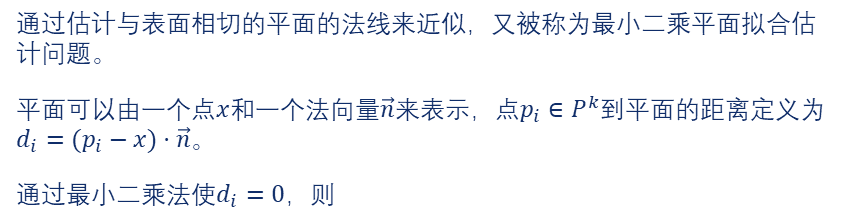 通过估计与表面相切的平面的法线来近似，又被称为最小二乘平面拟合估
计问题。
平面可以由一个点x和一个法向量n⃗来表示，点pᵢ ∈ Pᵏ到平面的距离定义为
dᵢ = (pᵢ − x) · n⃗。
通过最小二乘法使dᵢ = 0，则